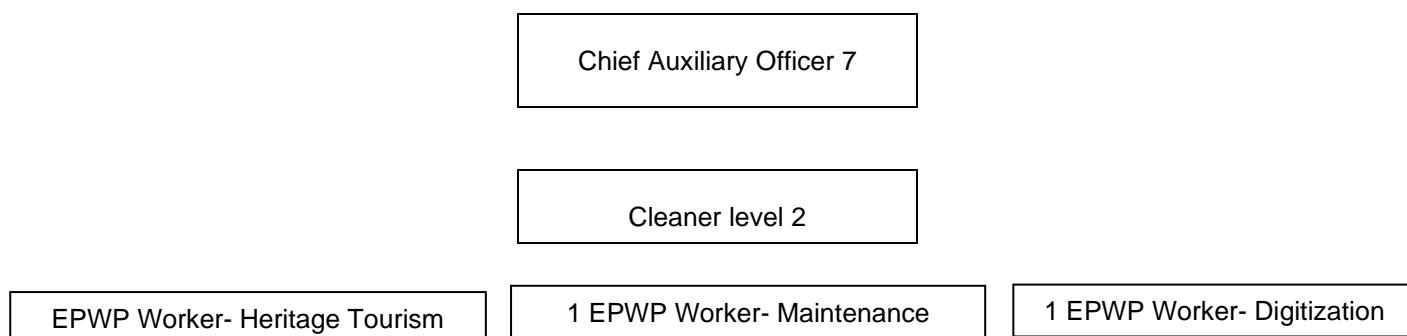 Chief Auxiliary Officer 7
Cleaner level 2
EPWP Worker- Heritage Tourism
1 EPWP Worker- Maintenance
1 EPWP Worker- Digitization